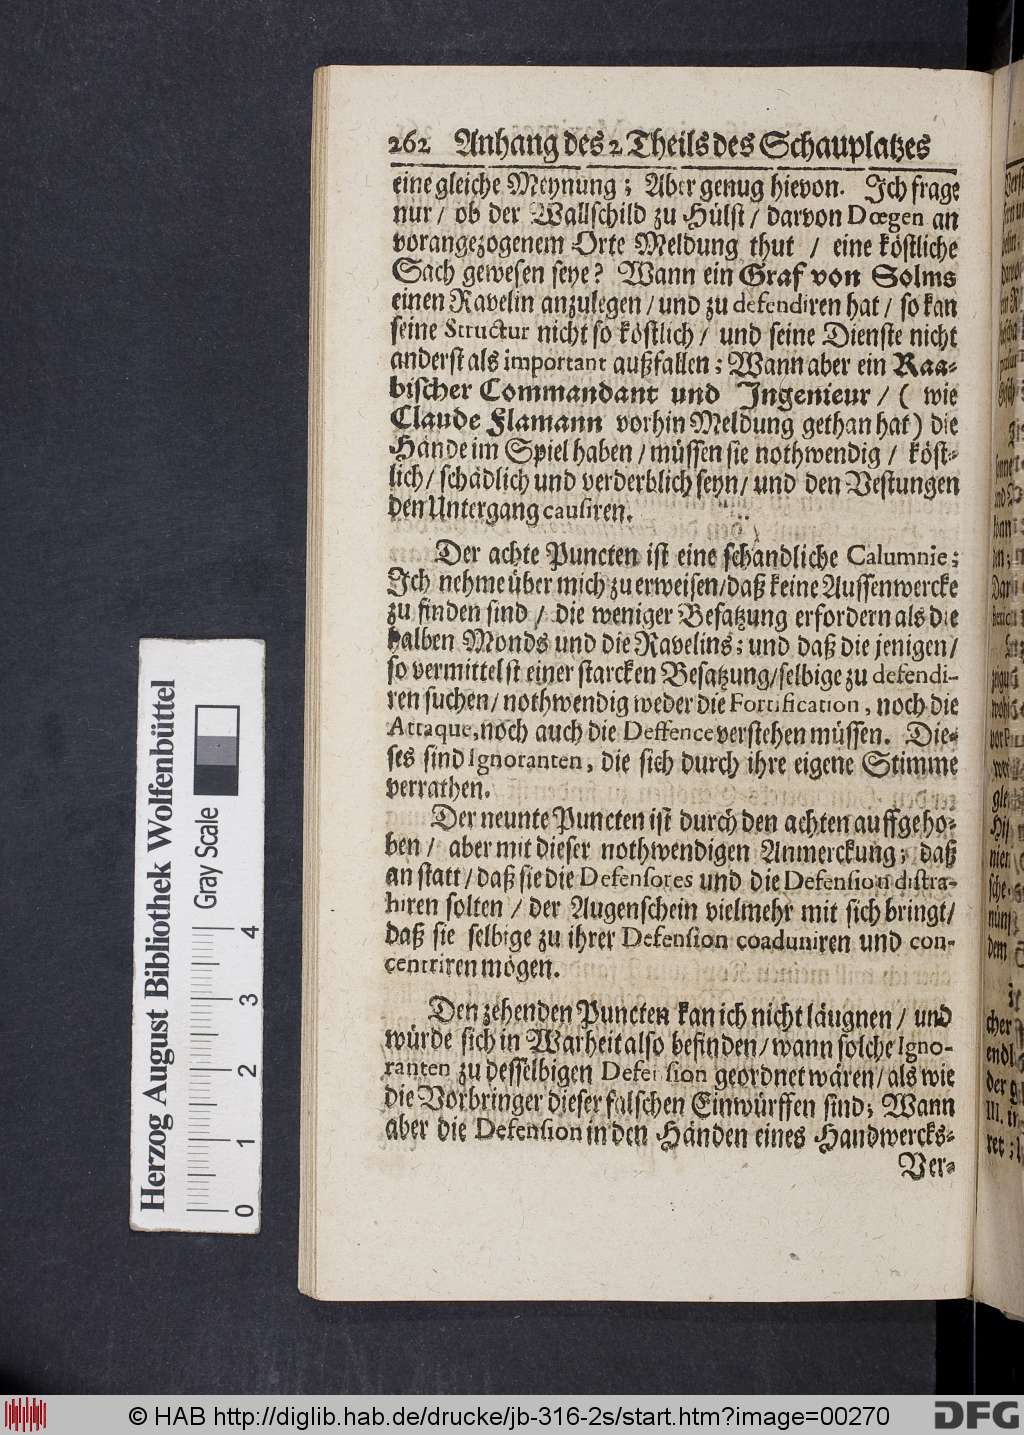 262 Anhang des 2 Theils des Schauplatzes
eine gleiche Meynung; Aber genug hievon. Ich frage
nur / ob der Wallschild zu Hülst / darvon Dœgen an
vorangezogenem Orte Meldung thut / eine köstliche
Sach gewesen seye? Wann ein Graf von Solms
einen Ravelin anzulegen / und zu defendiren hat / so kan
seine Structur nicht so köstlich / und seine Dienste nicht
anderst als important außfallen; Wann aber ein Raa-
bischer Commandant und Ingenieur / ( wie
Claude Flamann vorhin Meldung gethan hat) die
Hände im Spiel haben / müssen sie nothwendig / köst-
lich / schädlich und verderblich seyn / und den Vestungen
den Untergang causiren.
Der achte Puncten ist eine schandliche Calumnie;
Ich nehme über mich zu erweisen / daß keine Aussenwercke
zu finden sind / die weniger Besatzung erfordern als die
halben Monds und die Ravelins; und daß die jenigen /
so vermittelst einer starcken Besatzung / selbige zu defendi-
ren suchen / nothwendig weder die Fortification, noch die
Attaque, noch auch die Deffence verstehen müssen. Die-
ses sind Ignoranten, die sich durch ihre eigene Stimme
verrathen.
Der neunte Puncten ist durch den achten auffgeho-
ben / aber mit dieser nothwendigen Anmerckung; daß
an statt / daß sie die Defensores und die Defension distra-
hiren solten / der Augenschein vielmehr mit sich bringt /
daß sie selbige zu ihrer Defension coaduniren und con-
centriren mögen.
Den zehenden Puncten kan ich nicht läugnen / und
würde sich in Warheit also befinden / wann solche Igno-
ranten zu desselbigen Defension geordnet wären / als wie
die Vorbringer dieser falschen Einwürffen sind; Wann
aber die Defension in den Händen eines Handwercks-
Ver-
Herzog August Bibliothek Wolfenbüttel
Gray Scale
0 1 2 3 4
© HAB http://diglib.hab.de/drucke/jb-316-2s/start.htm?image=00270
DFG